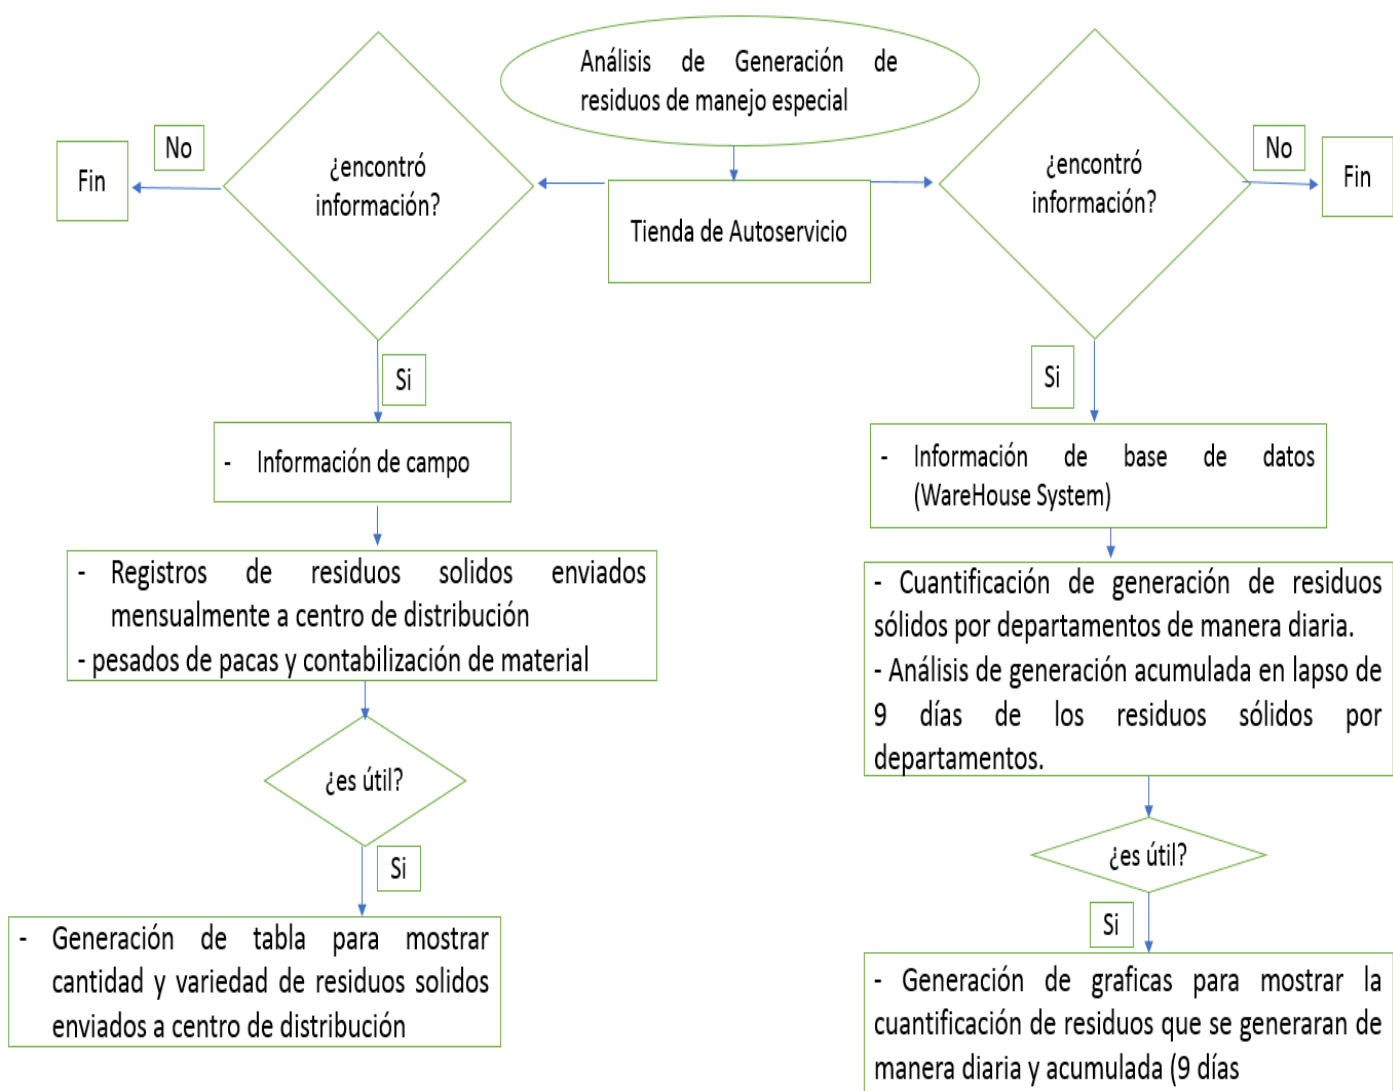 Análisis de Generación de
residuos de manejo especial
Tienda de Autoservicio
¿encontró
información?
No
Fin
Si
- Información de campo
- Registros de residuos solidos enviados
mensualmente a centro de distribución
- pesados de pacas y contabilización de material
¿es útil?
Si
- Generación de tabla para mostrar
cantidad y variedad de residuos solidos
enviados a centro de distribución
¿encontró
información?
No
Fin
Si
- Información de base de datos
(WareHouse System)
- Cuantificación de generación de residuos
sólidos por departamentos de manera diaria.
- Análisis de generación acumulada en lapso de
9 días de los residuos sólidos por
departamentos.
¿es útil?
Si
- Generación de graficas para mostrar la
cuantificación de residuos que se generaran de
manera diaria y acumulada (9 días